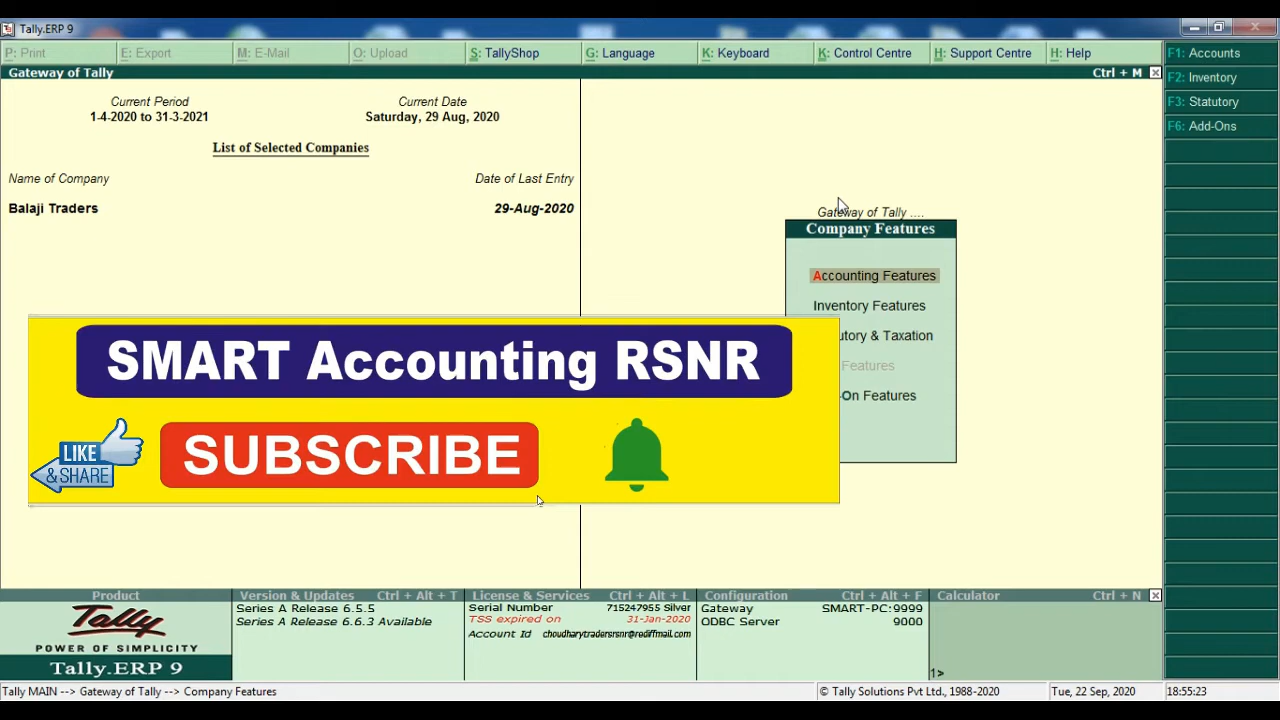 Tally.ERP 9
P: Print E: Export M: E-Mail O: Upload S: TallyShop G: Language K: Keyboard K: Control Centre H: Support Centre H: Help
F1: Accounts
F2: Inventory
F3: Statutory
F6: Add-Ons
Gateway of Tally Ctrl + M
Current Period Current Date
1-4-2020 to 31-3-2021 Saturday, 29 Aug, 2020
List of Selected Companies
Name of Company Date of Last Entry
Balaji Traders 29-Aug-2020
Gateway of Tally ....
Company Features
Accounting Features
Inventory Features
utory & Taxation
Features
On Features
SMART Accounting RSNR
LIKE
& SHARE
SUBSCRIBE
Product
Tally
POWER OF SIMPLICITY
Tally.ERP 9
Version & Updates Ctrl + Alt + T
Series A Release 6.5.5
Series A Release 6.6.3 Available
License & Services Ctrl + Alt + L
Serial Number 715247955 Silver
TSS expired on 31-Jan-2020
Account Id choudharytradersrsnr@rediffmail.com
Configuration Ctrl + Alt + F
Gateway SMART-PC:9999
ODBC Server 9000
Calculator Ctrl + N
1>
Tally MAIN --> Gateway of Tally --> Company Features © Tally Solutions Pvt Ltd., 1988-2020 Tue, 22 Sep, 2020 18:55:23